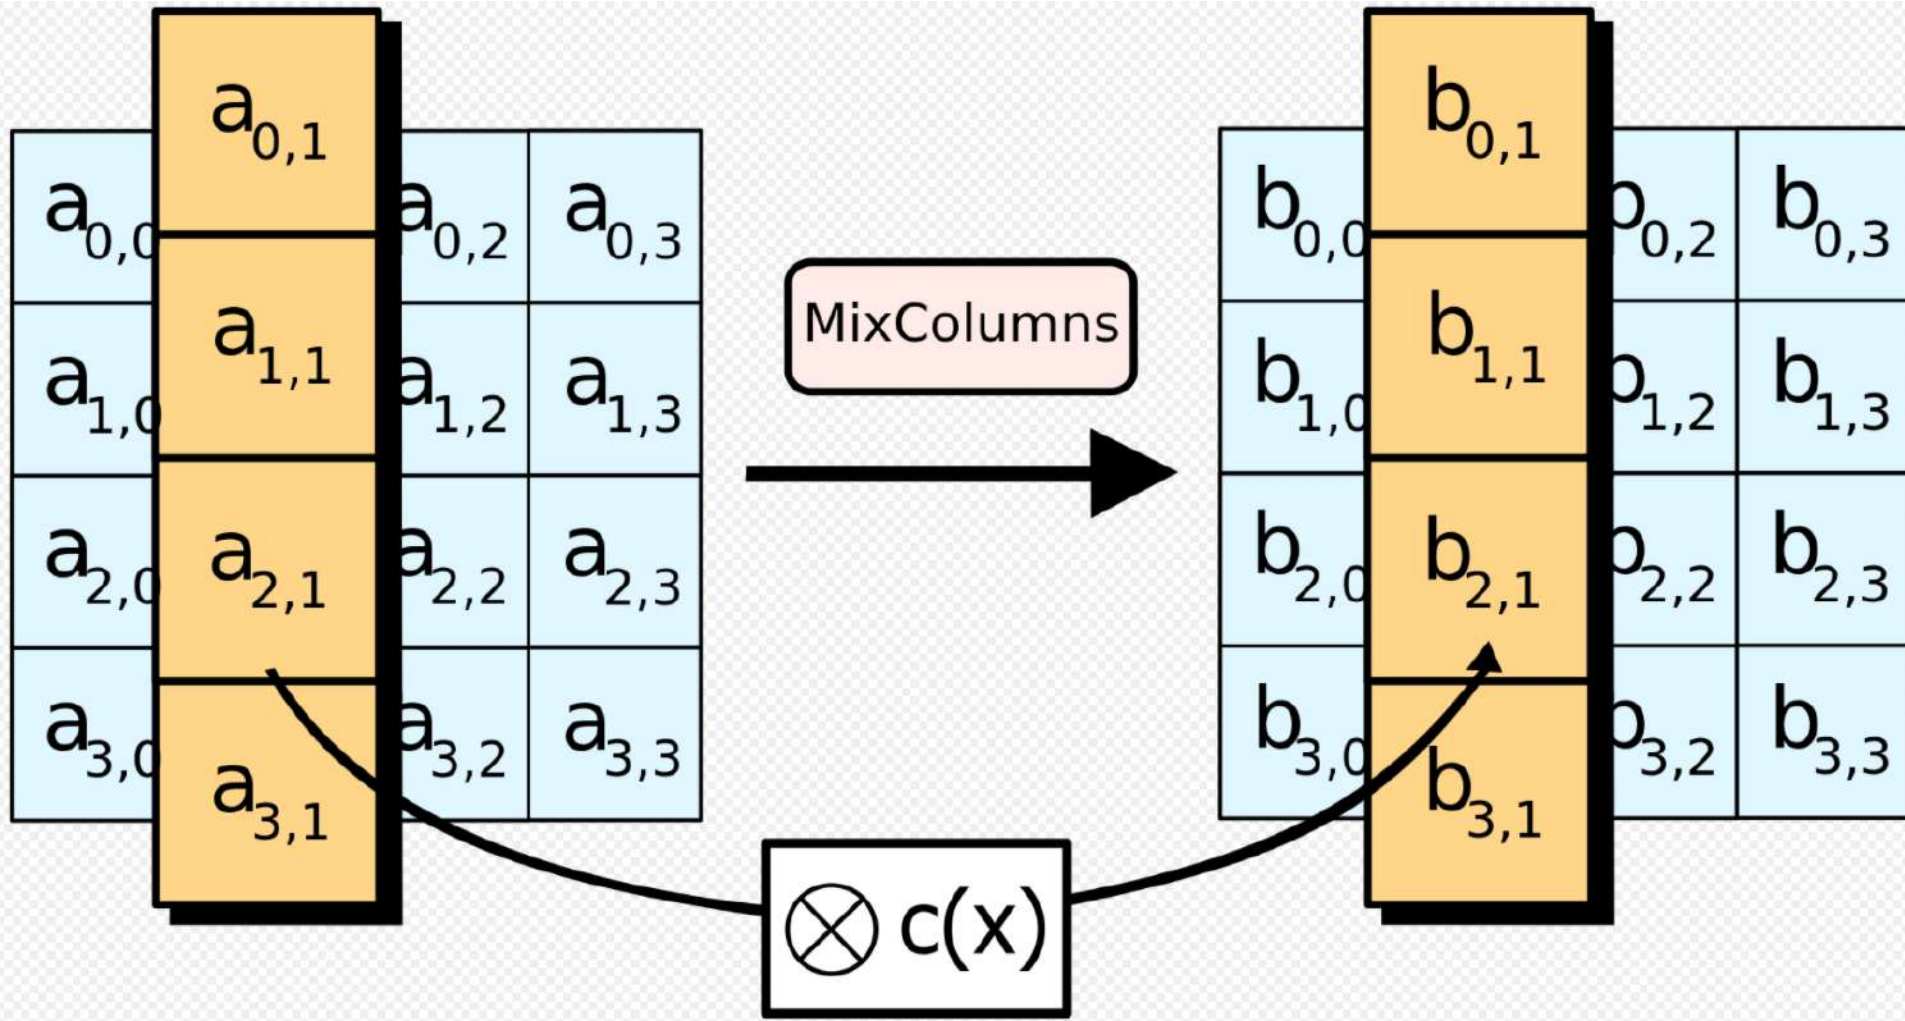 a0,1
a1,1
a2,1
a3,1
a0,0 a0,2 a0,3
a1,0 a1,2 a1,3
a2,0 a2,2 a2,3
a3,0 a3,2 a3,3
MixColumns
⊗ c(x)
b0,1
b1,1
b2,1
b3,1
b0,0 b0,2 b0,3
b1,0 b1,2 b1,3
b2,0 b2,2 b2,3
b3,0 b3,2 b3,3